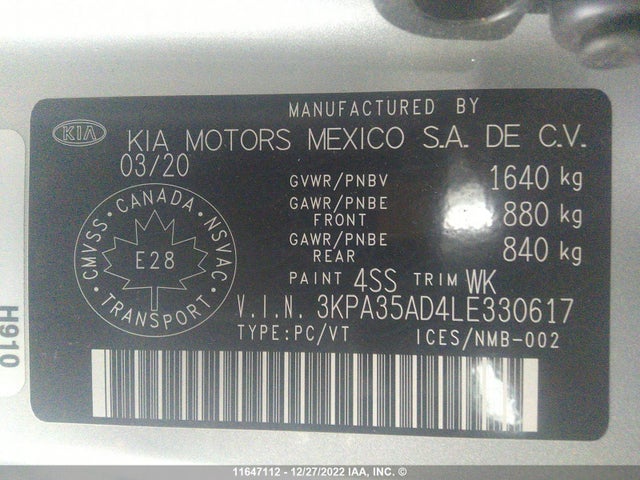 MANUFACTURED BY
KIA
KIA MOTORS MEXICO S.A. DE C.V.
03/20
GVWR/PNBV 1640 kg
GAWR/PNBE FRONT 880 kg
GAWR/PNBE REAR 840 kg
CMVSS · CANADA · NSVAC
E28
TRANSPORT
PAINT 4SS TRIM WK
V.I.N. 3KPA35AD4LE330617
TYPE:PC/VT ICES/NMB-002
H910
11647112 - 12/27/2022 IAA, INC. ©